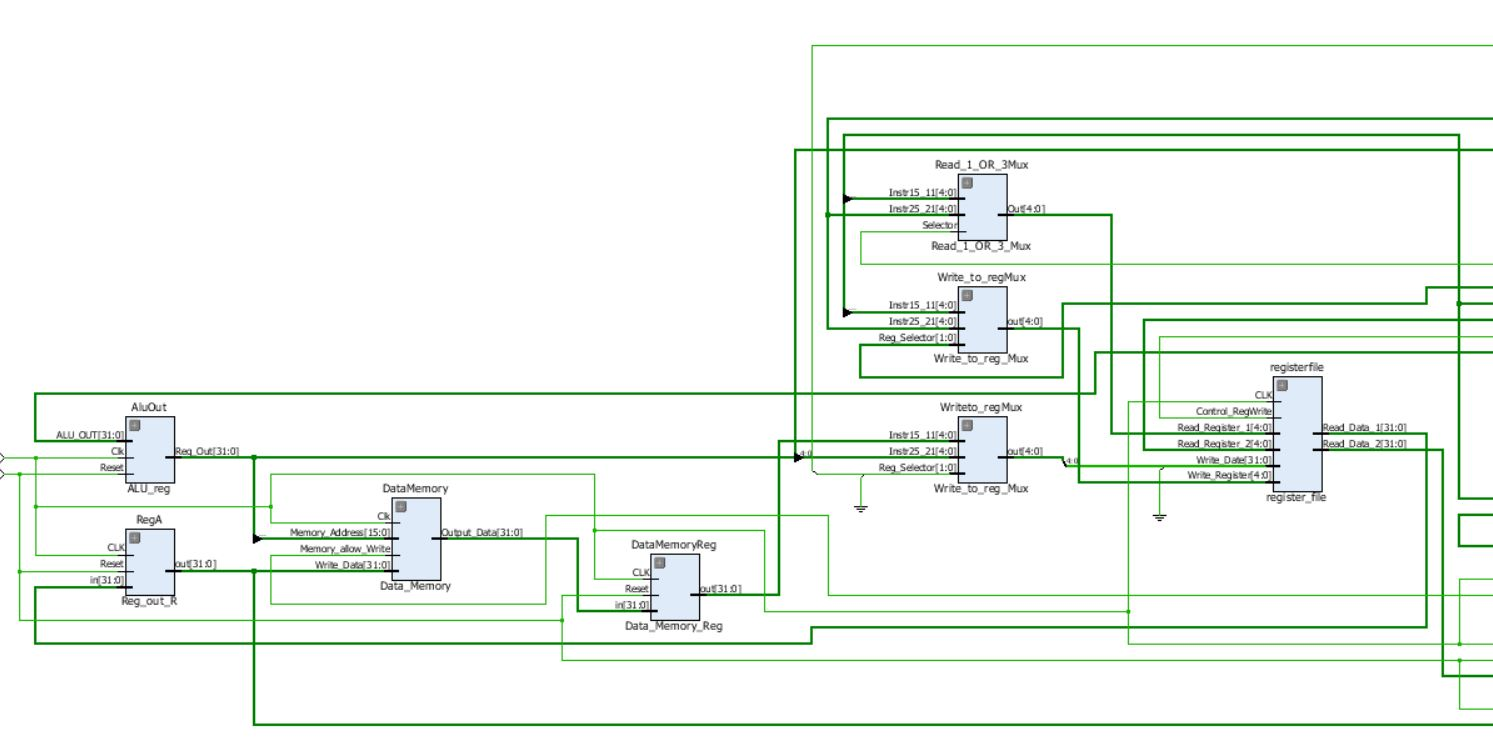 Read_1_OR_3Mux
Instr15_11[4:0]
Instr25_21[4:0]
Selector
Out[4:0]
Read_1_OR_3_Mux
Write_to_regMux
Instr15_11[4:0]
Instr25_21[4:0]
Reg_Selector[1:0]
out[4:0]
Write_to_reg_Mux
registerfile
CLK
Control_RegWrite
Read_Register_1[4:0]
Read_Register_2[4:0]
Write_Date[31:0]
Write_Register[4:0]
Read_Data_1[31:0]
Read_Data_2[31:0]
register_file
AluOut
ALU_OUT[31:0]
Clk
Reset
Reg_Out[31:0]
ALU_reg
Writeto_regMux
Instr15_11[4:0]
4:0
Instr25_21[4:0]
Reg_Selector[1:0]
out[4:0]
4:0
Write_to_reg_Mux
DataMemory
Clk
Memory_Address[15:0]
Memory_allow_Write
Write_Data[31:0]
Output_Data[31:0]
Data_Memory
RegA
CLK
Reset
in[31:0]
out[31:0]
Reg_out_R
DataMemoryReg
CLK
Reset
in[31:0]
out[31:0]
Data_Memory_Reg